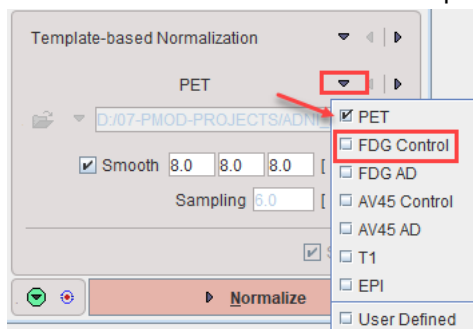 Template-based Normalization
PET
D:/07-PMOD-PROJECTS/ADNI
PET
Smooth 8.0 8.0 8.0 [
FDG Control
FDG AD
Sampling 6.0 [
AV45 Control
AV45 AD
T1
EPI
Normalize
User Defined